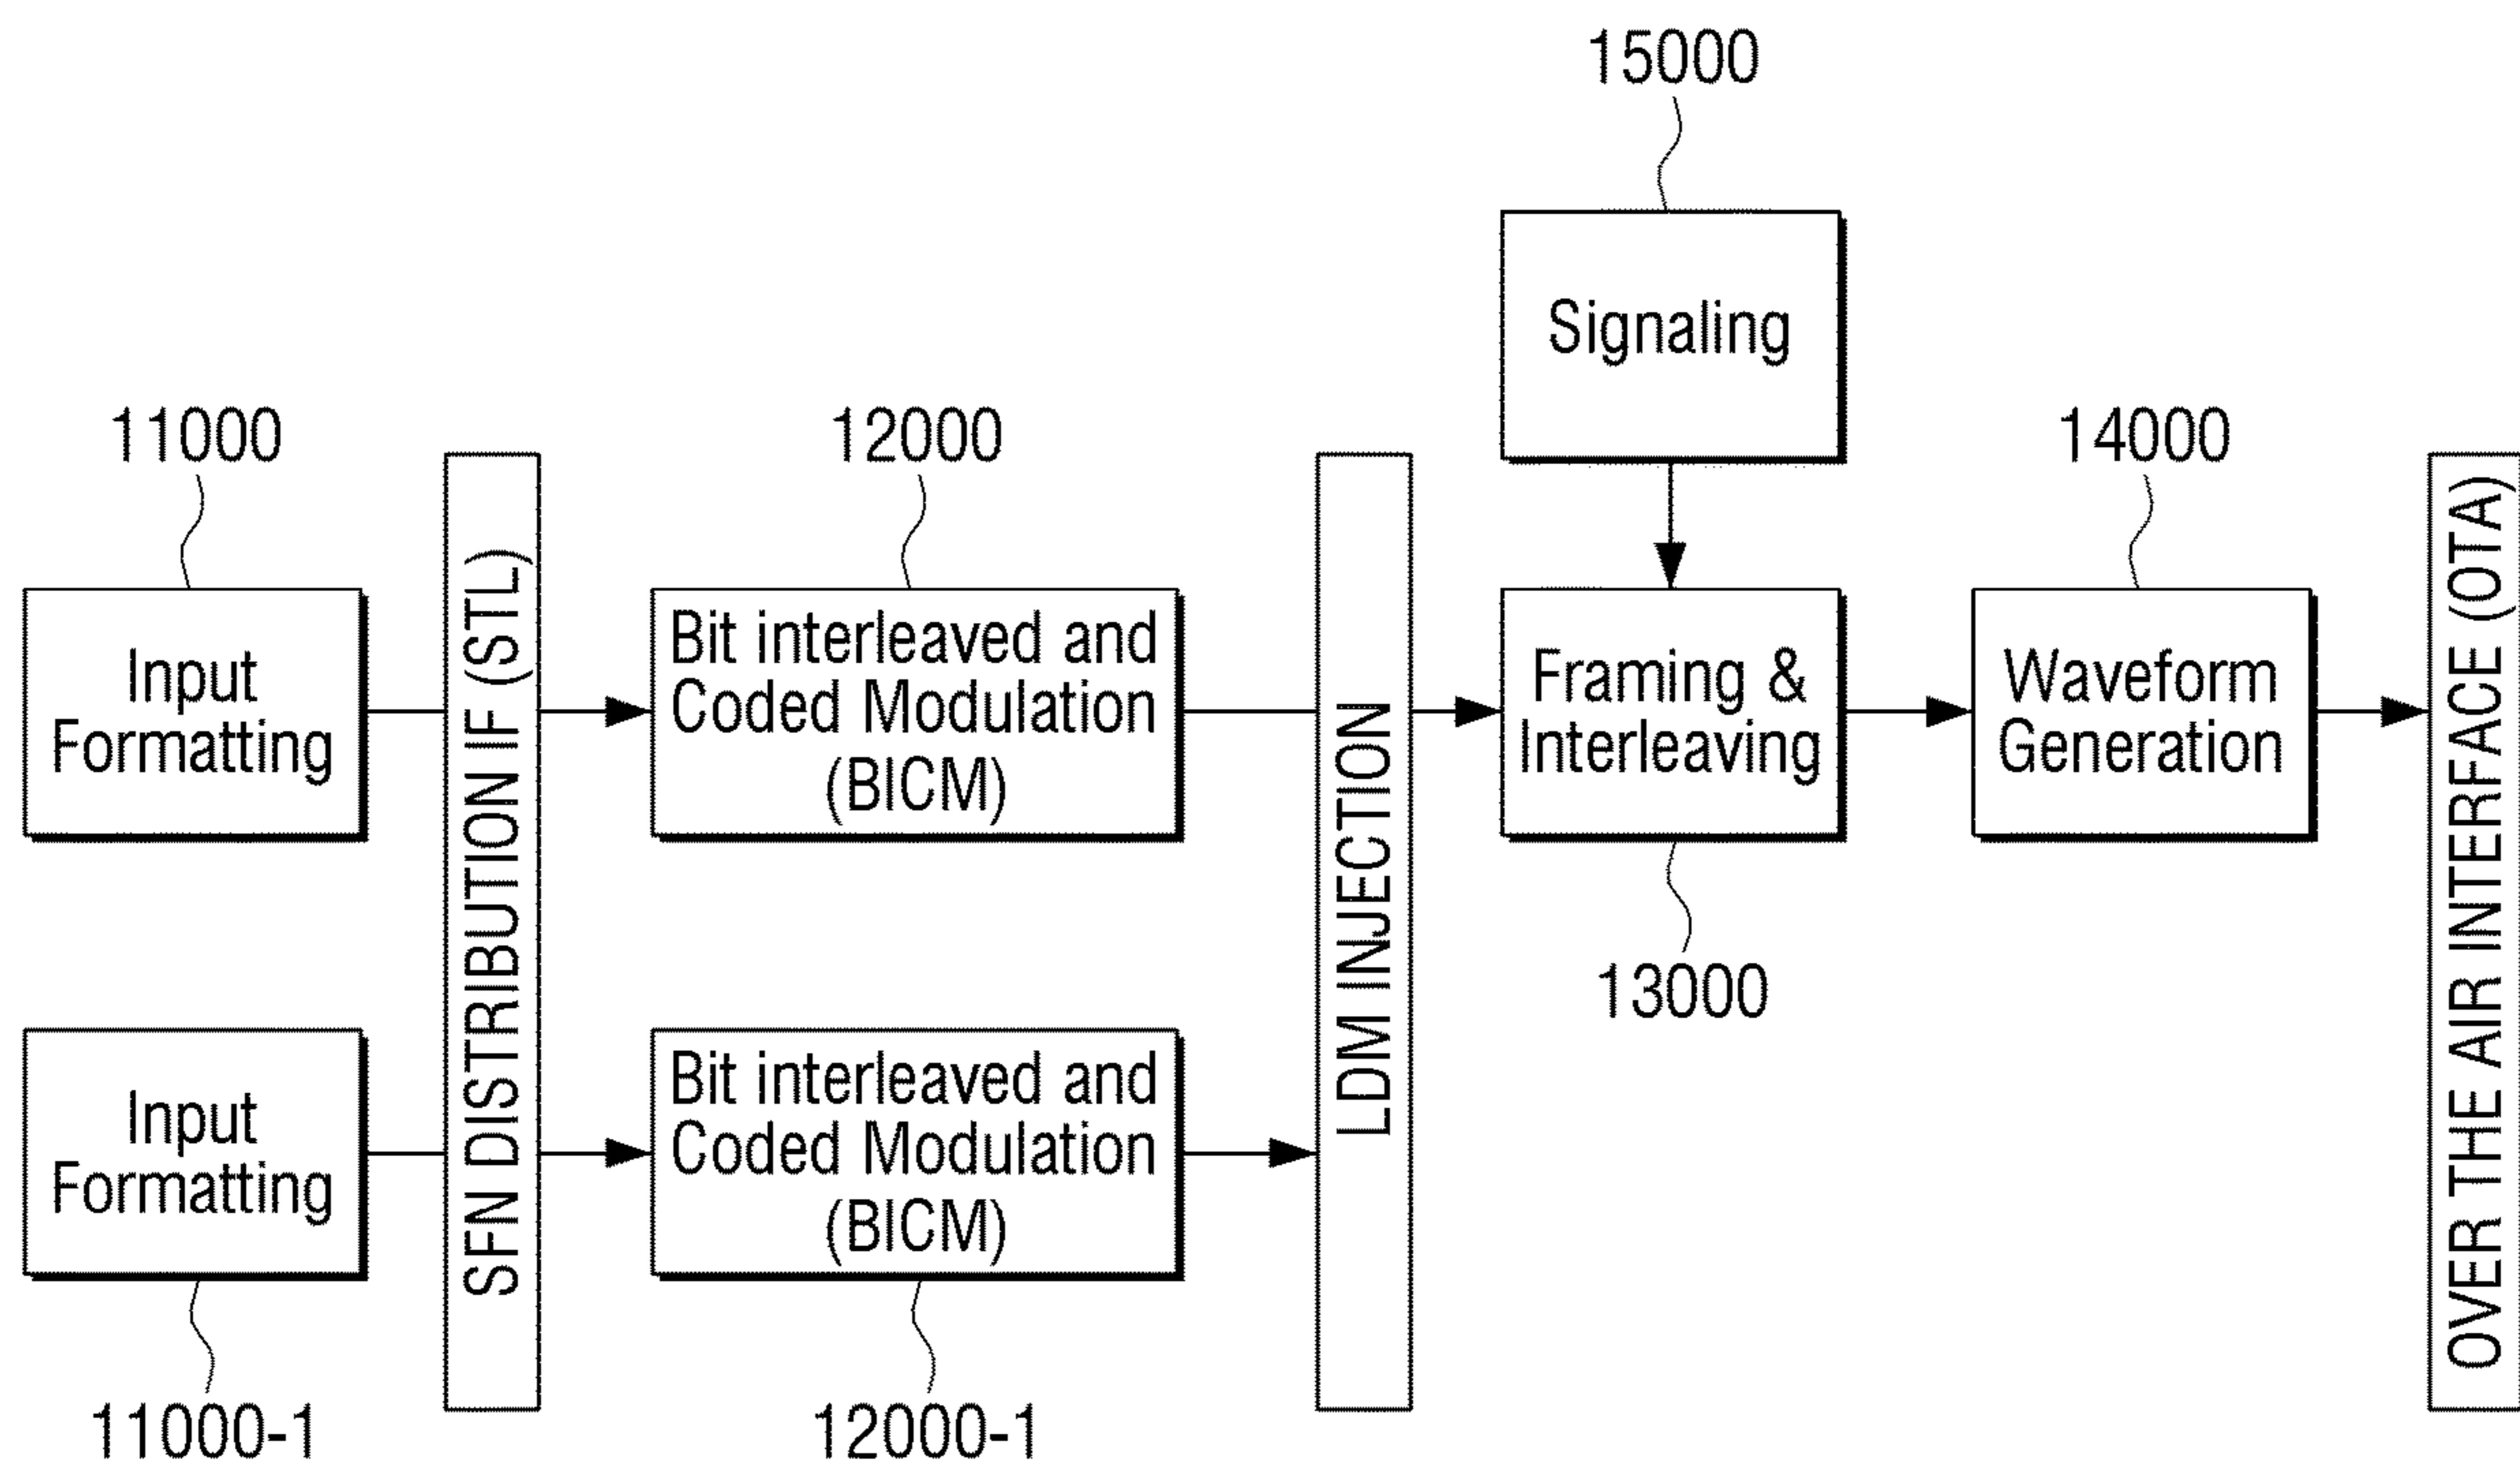 15000
Signaling
11000
12000
14000
Input
Formatting
SFN DISTRIBUTION IF (STL)
Bit interleaved and
Coded Modulation
(BICM)
LDM INJECTION
Framing &
Interleaving
Waveform
Generation
OVER THE AIR INTERFACE (OTA)
13000
Input
Formatting
Bit interleaved and
Coded Modulation
(BICM)
11000-1
12000-1